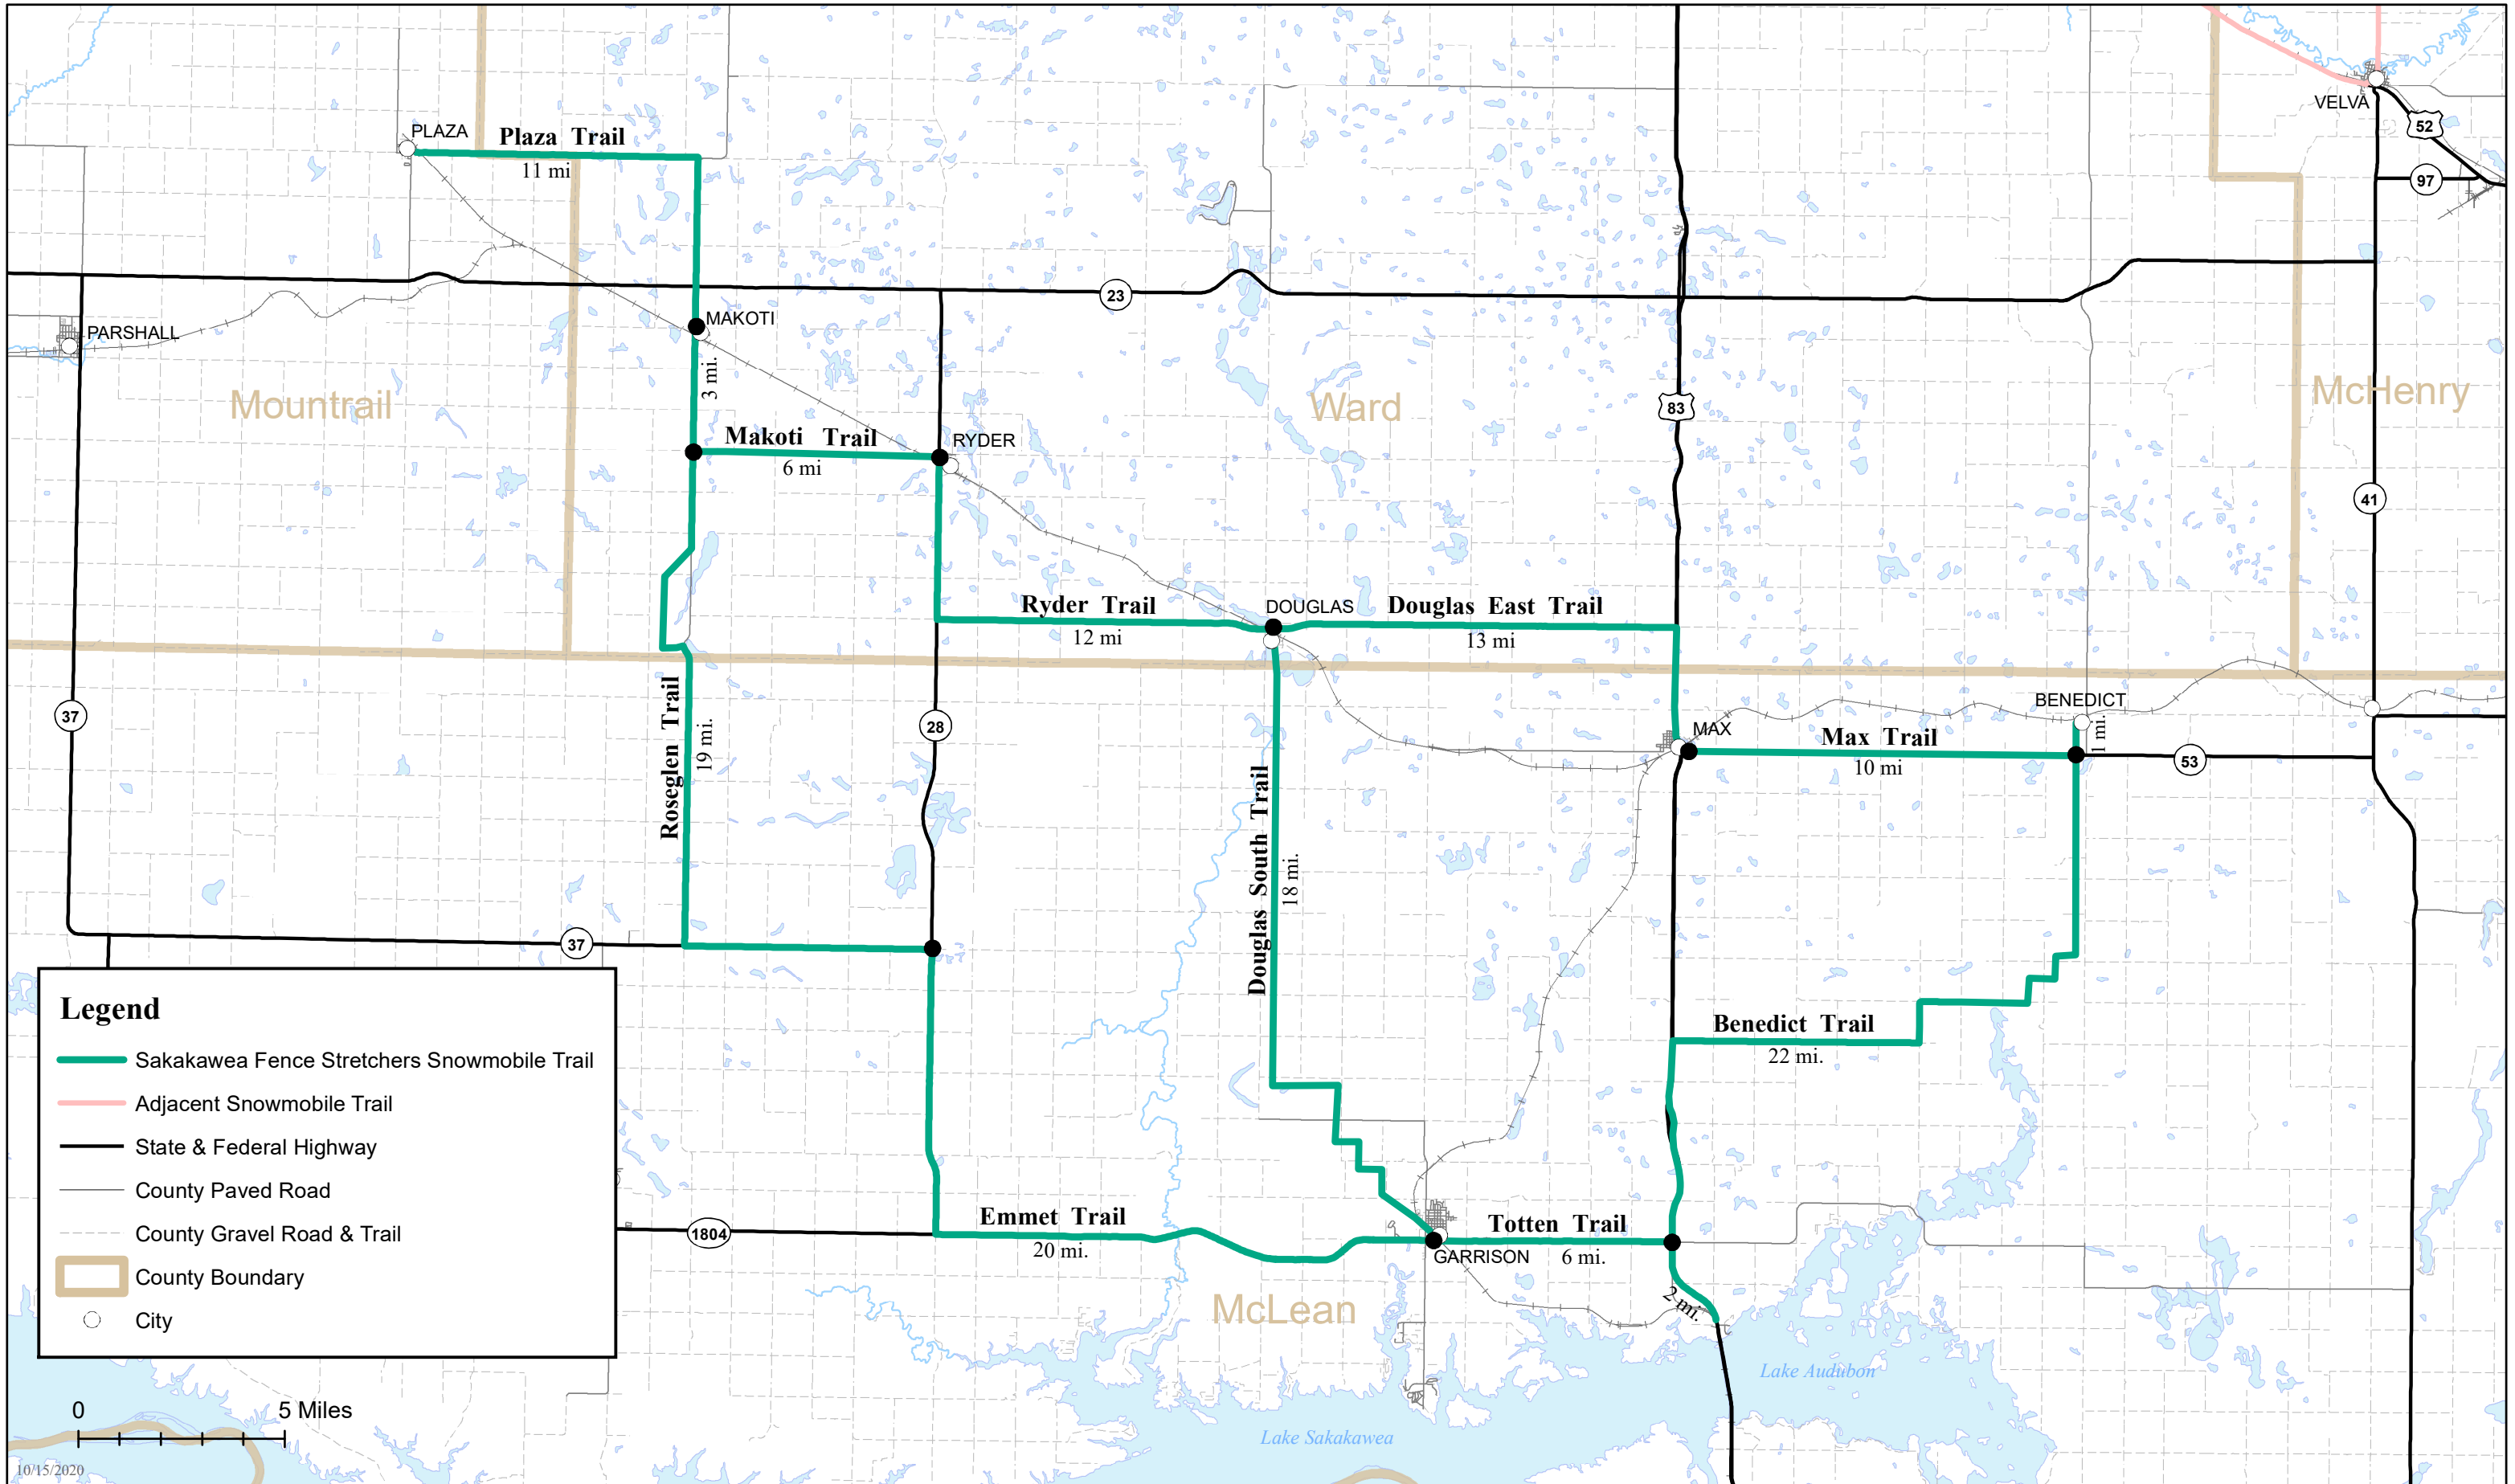 VELVA
52
PLAZA
Plaza Trail
11 mi
97
23
MAKOTI
PARSHALL
3 mi.
Mountrail
Ward
McHenry
83
Makoti Trail
6 mi
RYDER
41
Ryder Trail
12 mi
DOUGLAS
Douglas East Trail
13 mi
37
Roseglen Trail
19 mi.
28
BENEDICT
1 mi.
MAX
Max Trail
10 mi
53
Douglas South Trail
18 mi.
37
Legend
Sakakawea Fence Stretchers Snowmobile Trail
Adjacent Snowmobile Trail
State & Federal Highway
County Paved Road
County Gravel Road & Trail
County Boundary
City
Benedict Trail
22 mi.
1804
Emmet Trail
20 mi.
Totten Trail
6 mi.
GARRISON
2 mi.
McLean
Lake Audubon
Lake Sakakawea
0 5 Miles
10/15/2020